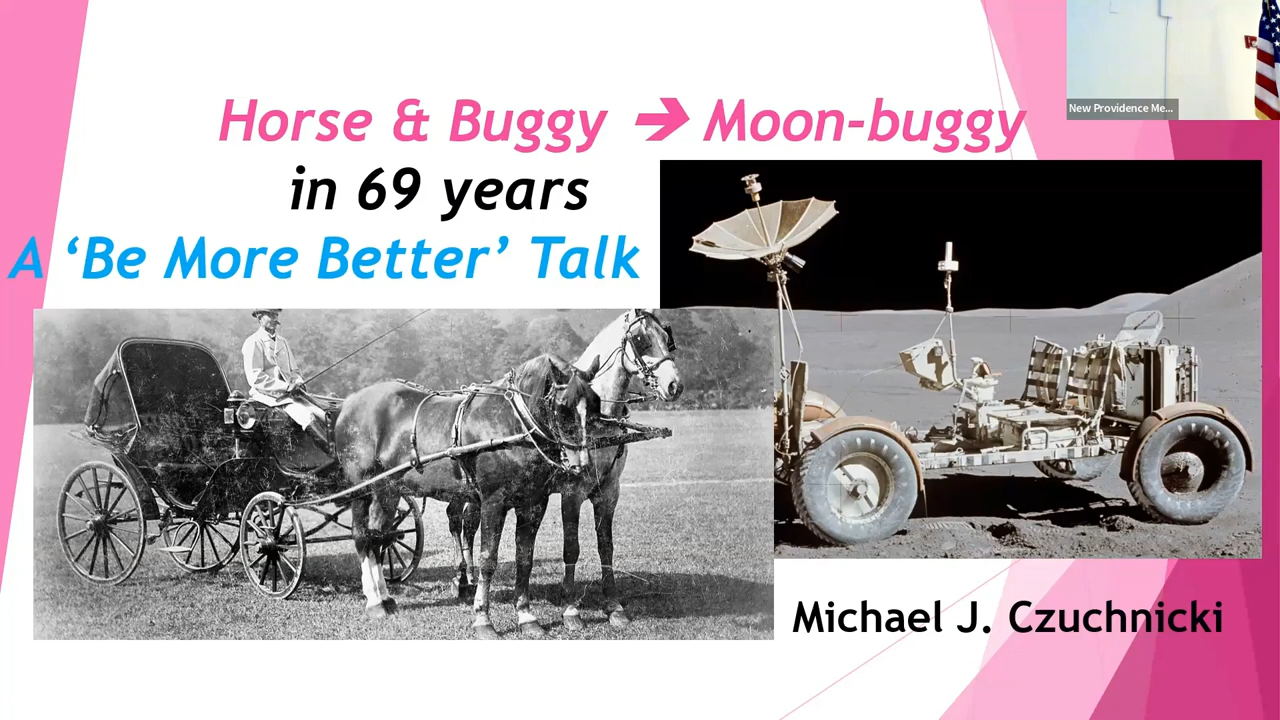 Horse & Buggy ➔ Moon-buggy
in 69 years
A ‘Be More Better’ Talk
Michael J. Czuchnicki
New Providence Me...